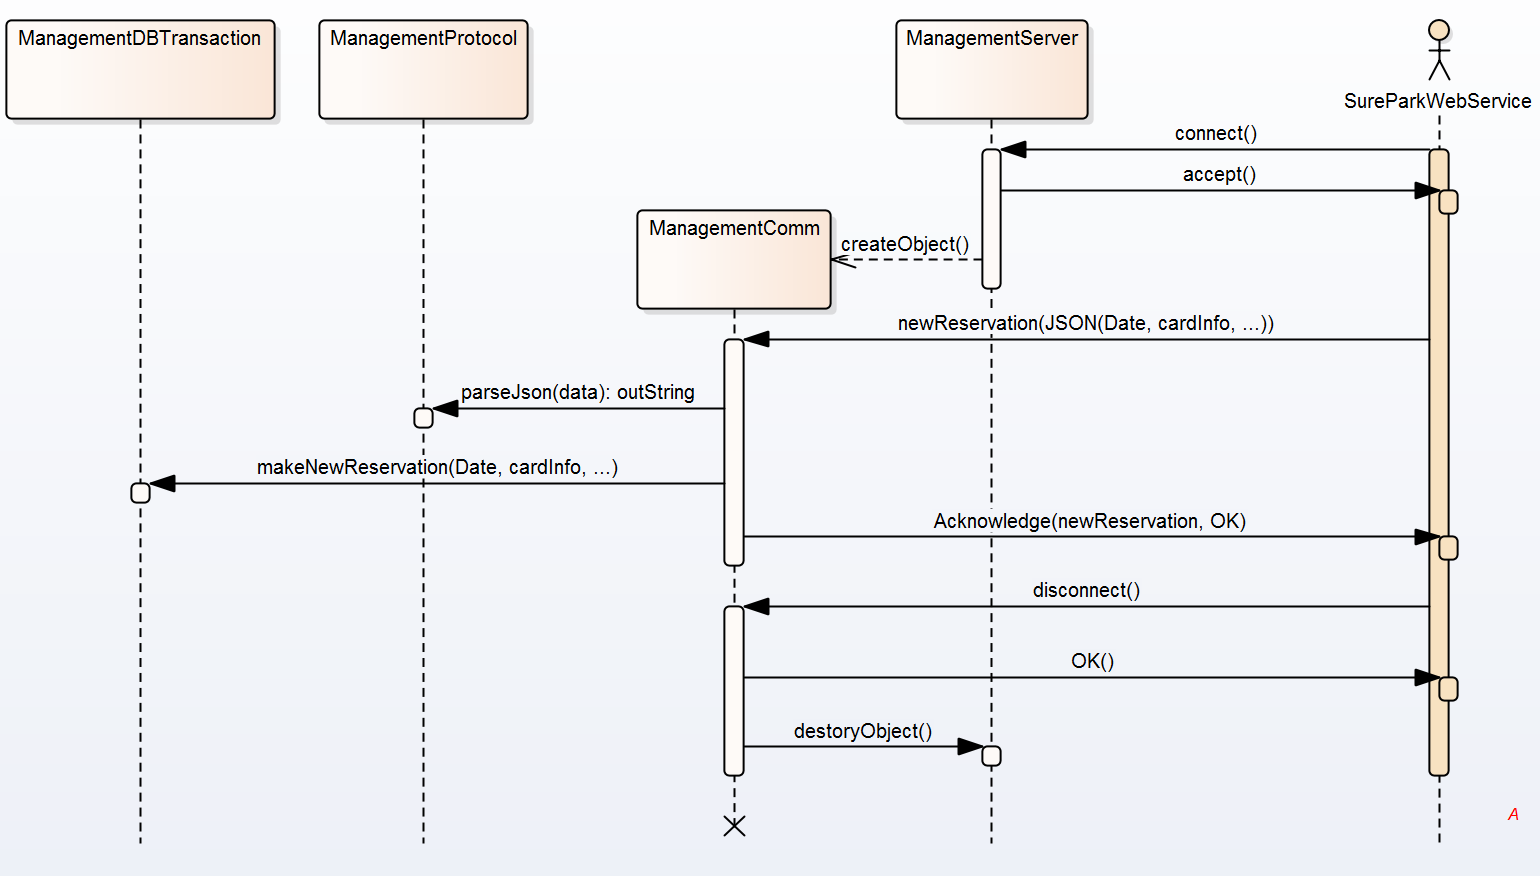 ManagementDBTransaction
ManagementProtocol
ManagementServer
SureParkWebService
connect()
accept()
ManagementComm
createObject()
newReservation(JSON(Date, cardInfo, ...))
parseJson(data): outString
makeNewReservation(Date, cardInfo, ...)
Acknowledge(newReservation, OK)
disconnect()
OK()
destoryObject()
A